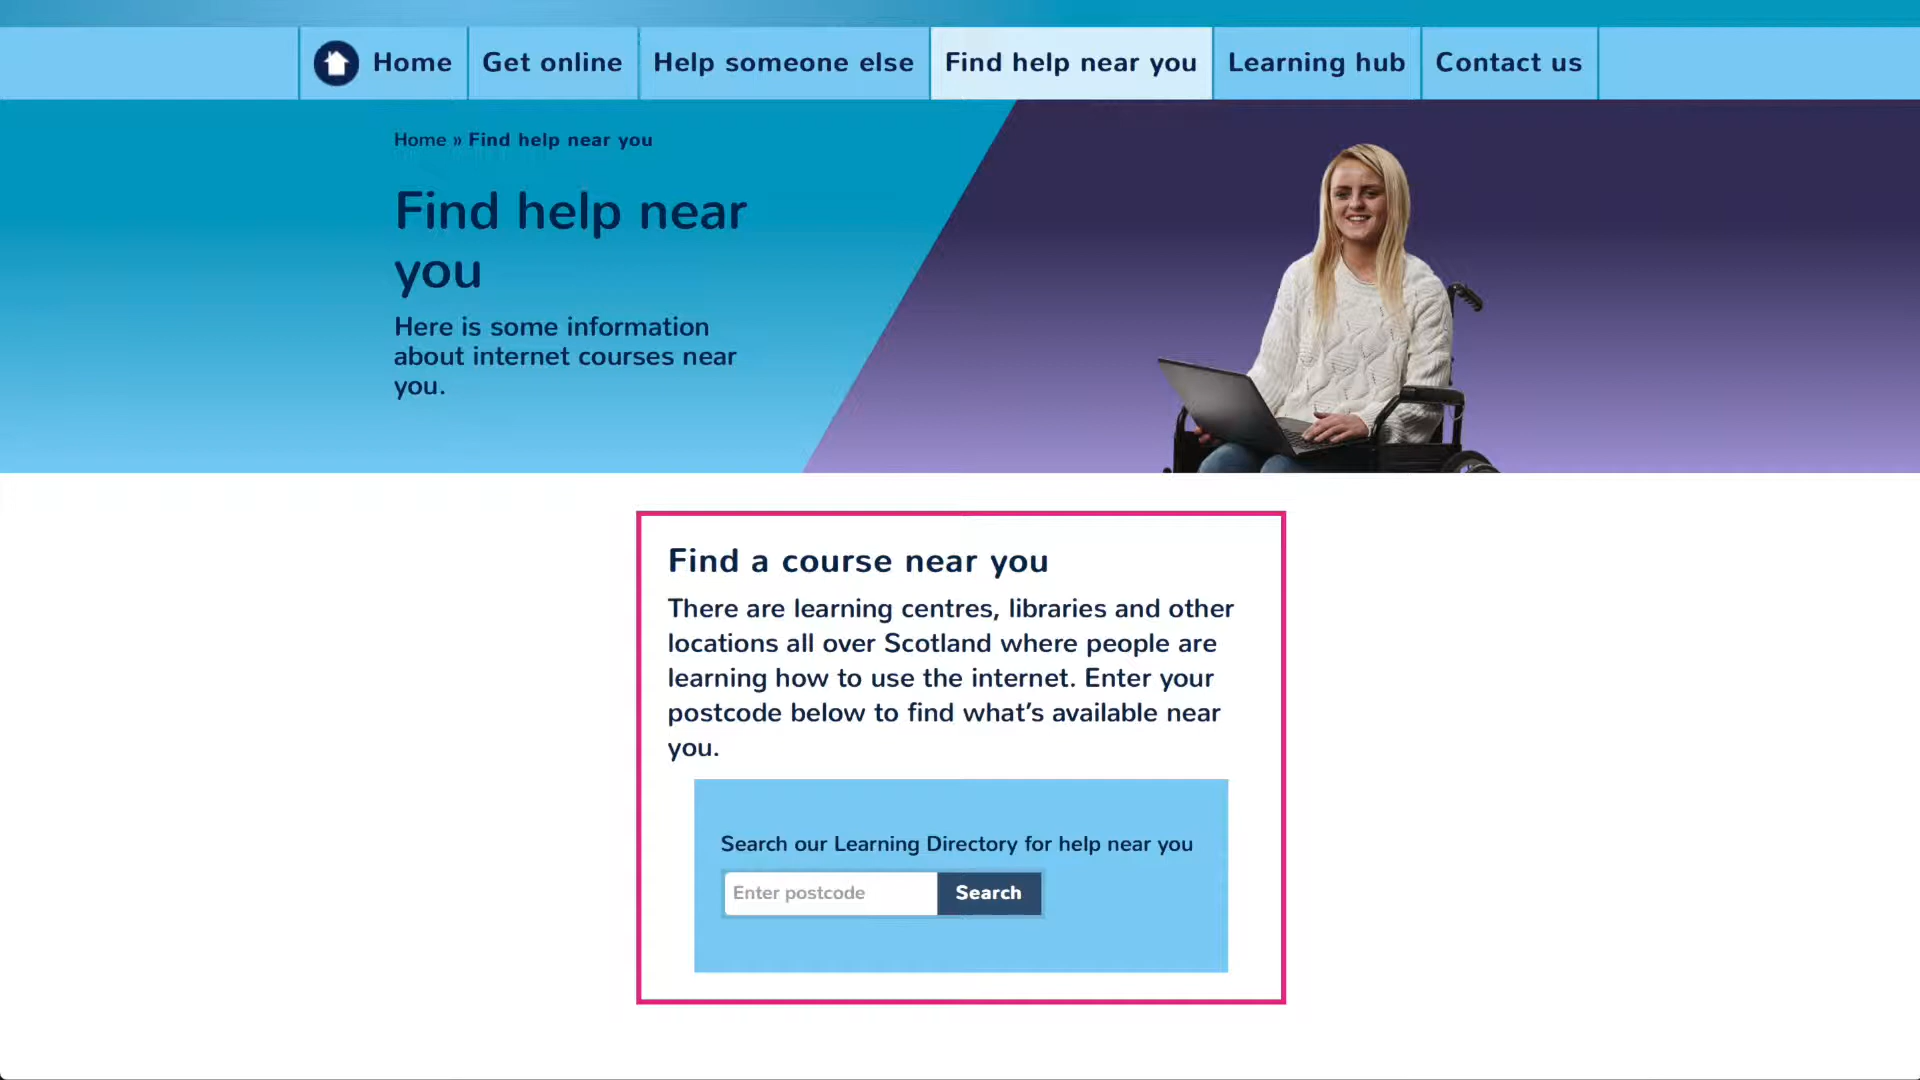 Home
Get online
Help someone else
Find help near you
Learning hub
Contact us
Home » Find help near you
Find help near
you
Here is some information
about internet courses near
you.
Find a course near you
There are learning centres, libraries and other
locations all over Scotland where people are
learning how to use the internet. Enter your
postcode below to find what’s available near
you.
Search our Learning Directory for help near you
Enter postcode
Search